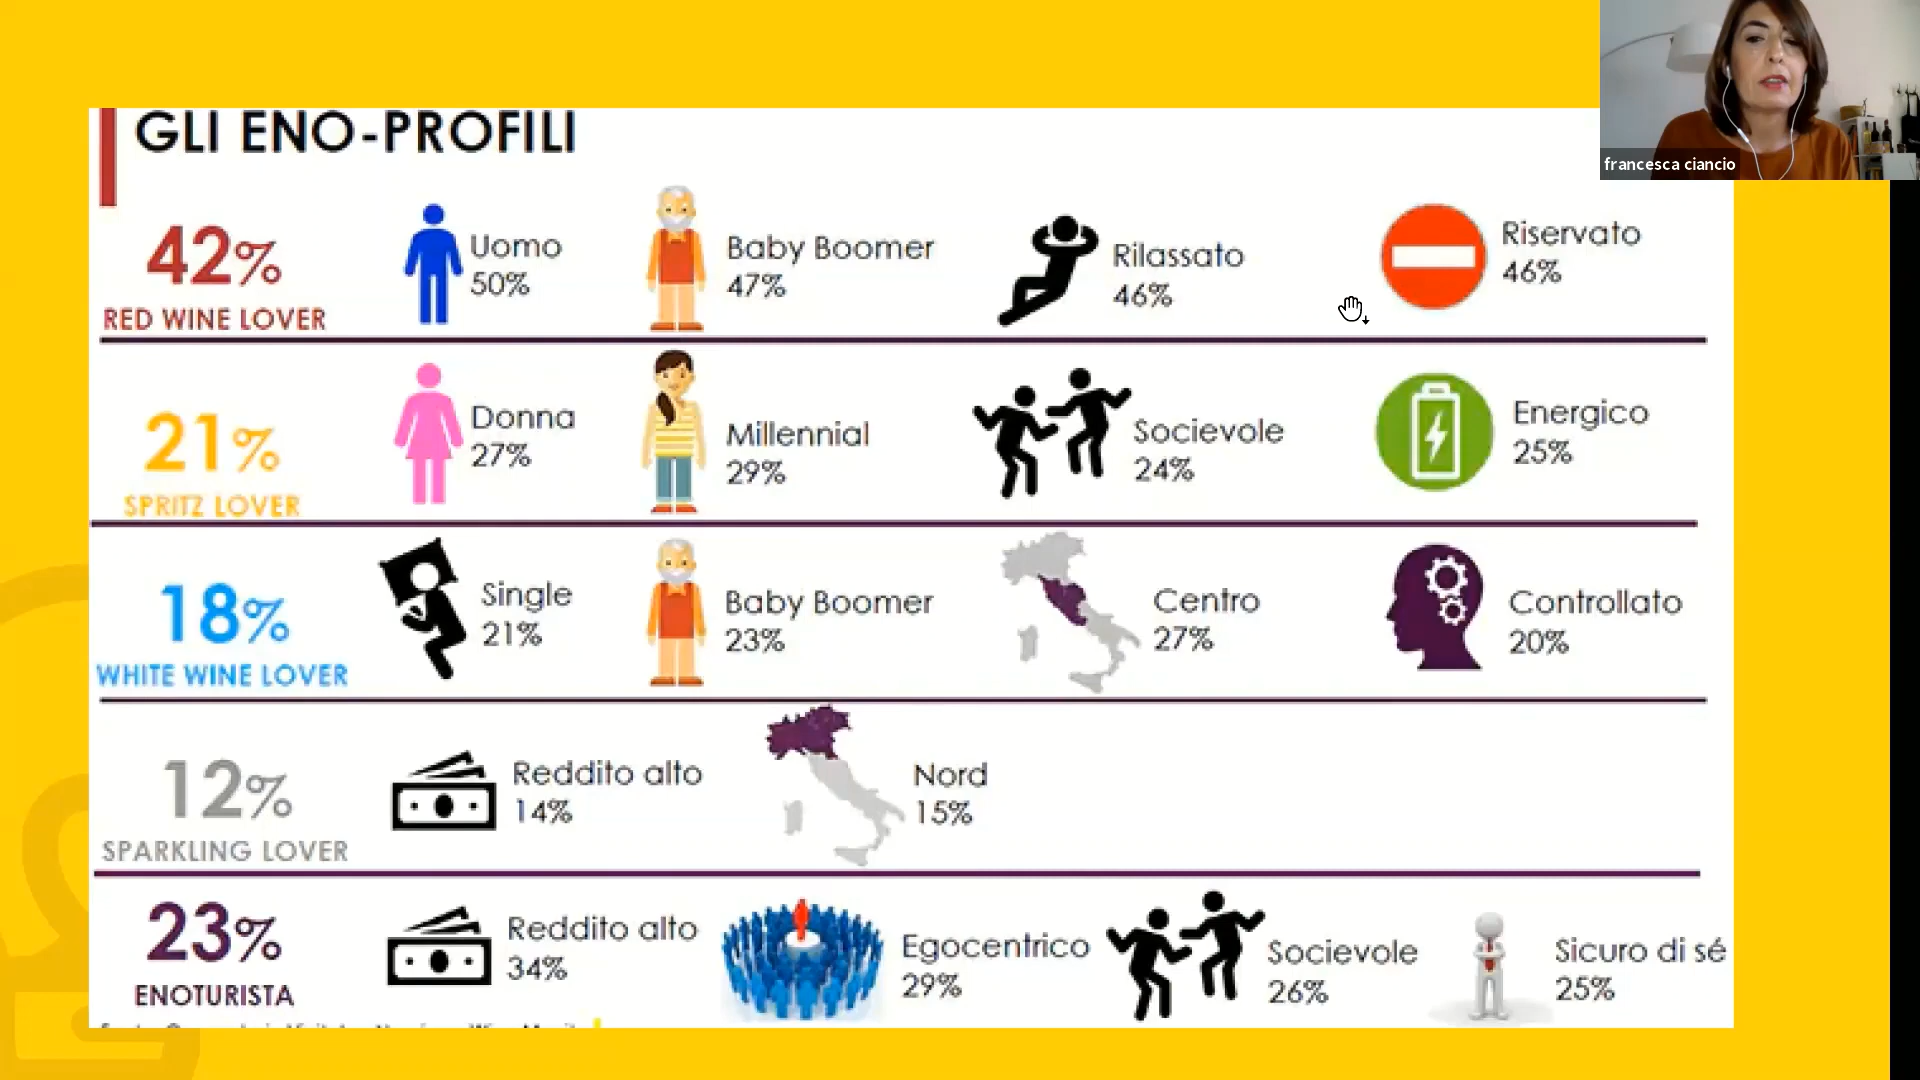 francesca ciancio
GLI ENO-PROFILI
42%
RED WINE LOVER
Uomo
50%
Baby Boomer
47%
Rilassato
46%
Riservato
46%
21%
SPRITZ LOVER
Donna
27%
Millennial
29%
Socievole
24%
Energico
25%
18%
WHITE WINE LOVER
Single
21%
Baby Boomer
23%
Centro
27%
Controllato
20%
12%
SPARKLING LOVER
Reddito alto
14%
Nord
15%
23%
ENOTURISTA
Reddito alto
34%
Egocentrico
29%
Socievole
26%
Sicuro di sé
25%